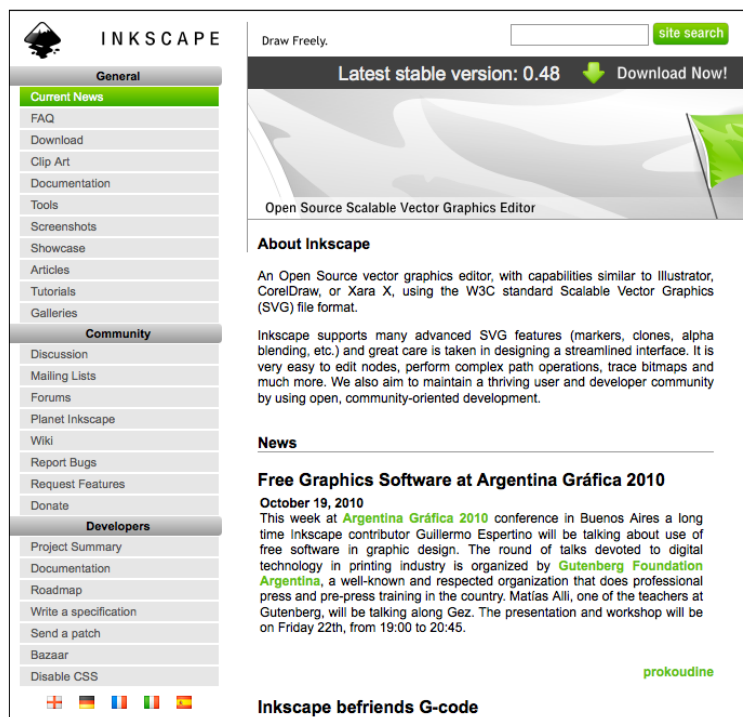 INKSCAPE
Draw Freely.
site search
General
Current News
FAQ
Download
Clip Art
Documentation
Tools
Screenshots
Showcase
Articles
Tutorials
Galleries
Community
Discussion
Mailing Lists
Forums
Planet Inkscape
Wiki
Report Bugs
Request Features
Donate
Developers
Project Summary
Documentation
Roadmap
Write a specification
Send a patch
Bazaar
Disable CSS
Latest stable version: 0.48
Download Now!
Open Source Scalable Vector Graphics Editor
About Inkscape
An Open Source vector graphics editor, with capabilities similar to Illustrator,
CorelDraw, or Xara X, using the W3C standard Scalable Vector Graphics
(SVG) file format.
Inkscape supports many advanced SVG features (markers, clones, alpha
blending, etc.) and great care is taken in designing a streamlined interface. It is
very easy to edit nodes, perform complex path operations, trace bitmaps and
much more. We also aim to maintain a thriving user and developer community
by using open, community-oriented development.
News
Free Graphics Software at Argentina Gráfica 2010
October 19, 2010
This week at Argentina Gráfica 2010 conference in Buenos Aires a long
time Inkscape contributor Guillermo Espertino will be talking about use of
free software in graphic design. The round of talks devoted to digital
technology in printing industry is organized by Gutenberg Foundation
Argentina, a well-known and respected organization that does professional
press and pre-press training in the country. Matías Alli, one of the teachers at
Gutenberg, will be talking along Gez. The presentation and workshop will be
on Friday 22th, from 19:00 to 20:45.
prokoudine
Inkscape befriends G-code